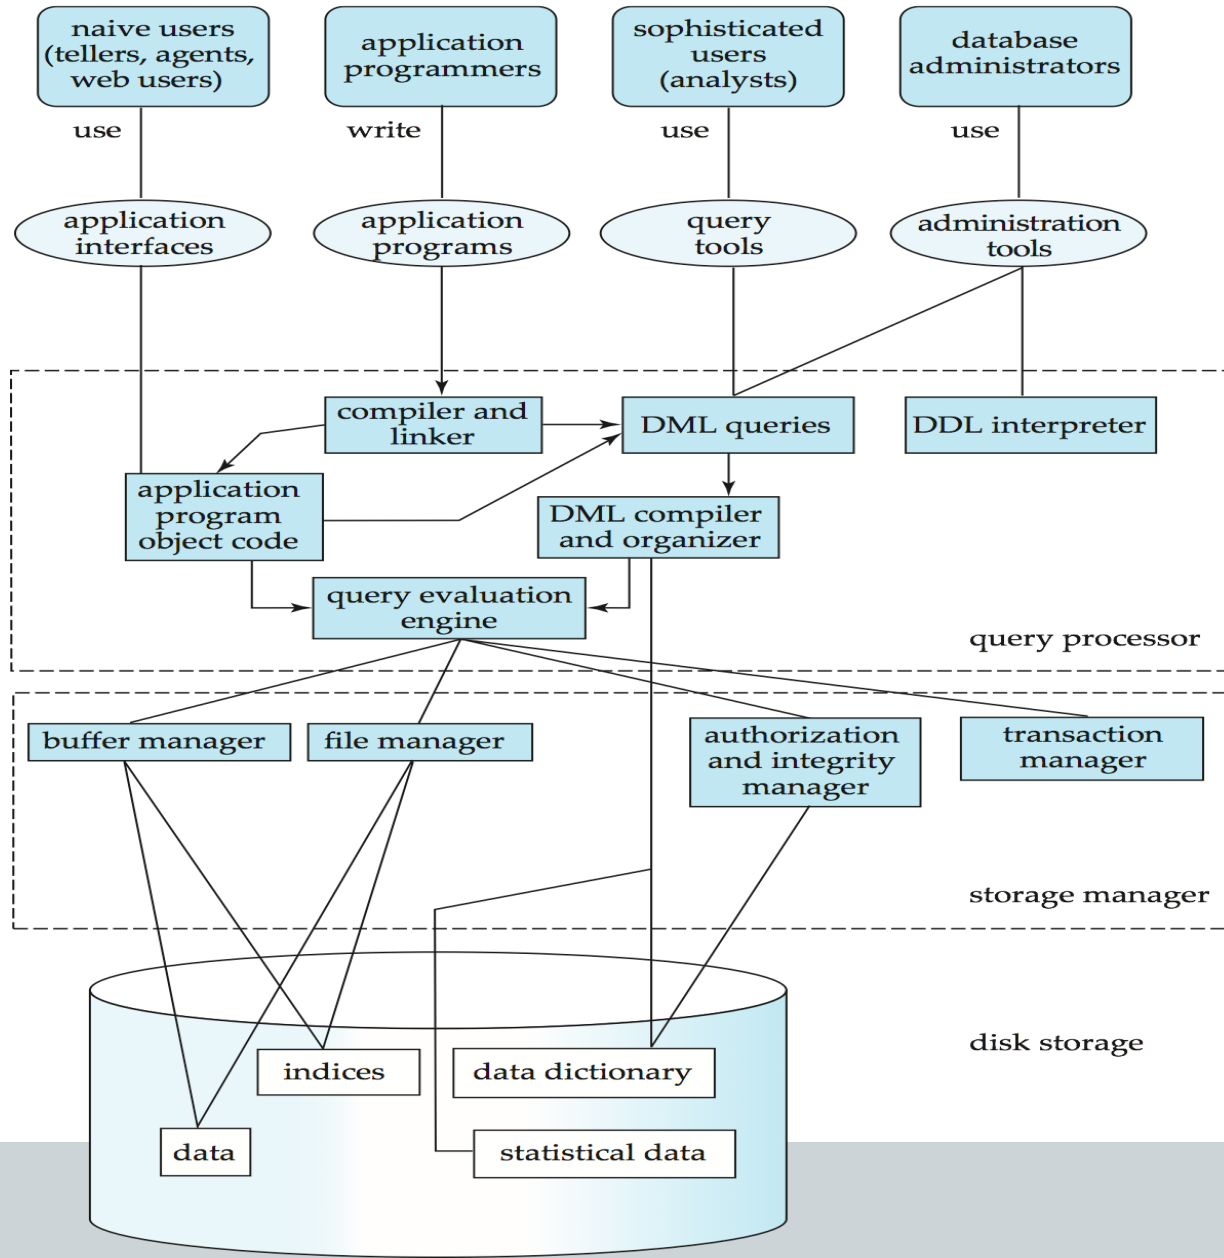 naive users
(tellers, agents,
web users)
application
programmers
sophisticated
users
(analysts)
database
administrators
use
write
use
use
application
interfaces
application
programs
query
tools
administration
tools
compiler and
linker
DML queries
DDL interpreter
application
program
object code
DML compiler
and organizer
query evaluation
engine
query processor
buffer manager
file manager
authorization
and integrity
manager
transaction
manager
storage manager
disk storage
indices
data dictionary
data
statistical data